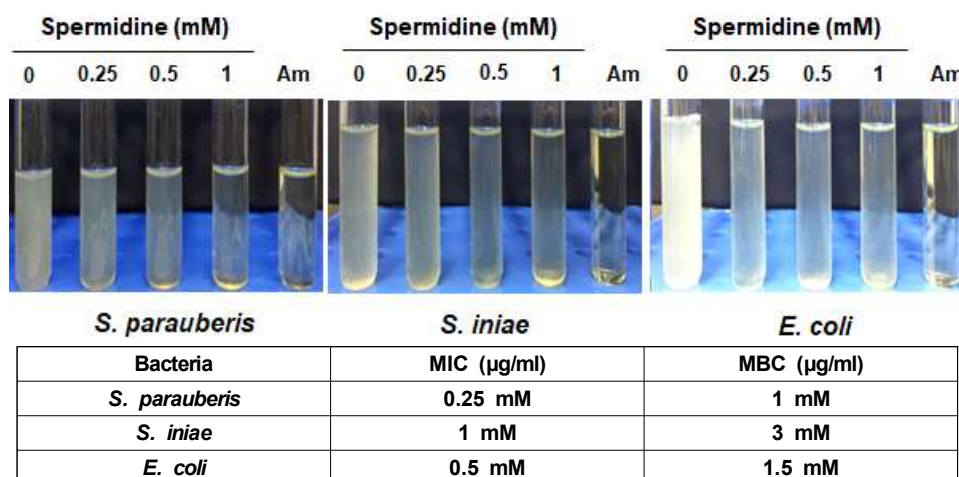 Spermidine (mM) Spermidine (mM) Spermidine (mM)
0 0.25 0.5 1 Am 0 0.25 0.5 1 Am 0 0.25 0.5 1 Am
S. parauberis S. iniae E. coli
Bacteria MIC (µg/ml) MBC (µg/ml)
S. parauberis 0.25 mM 1 mM
S. iniae 1 mM 3 mM
E. coli 0.5 mM 1.5 mM